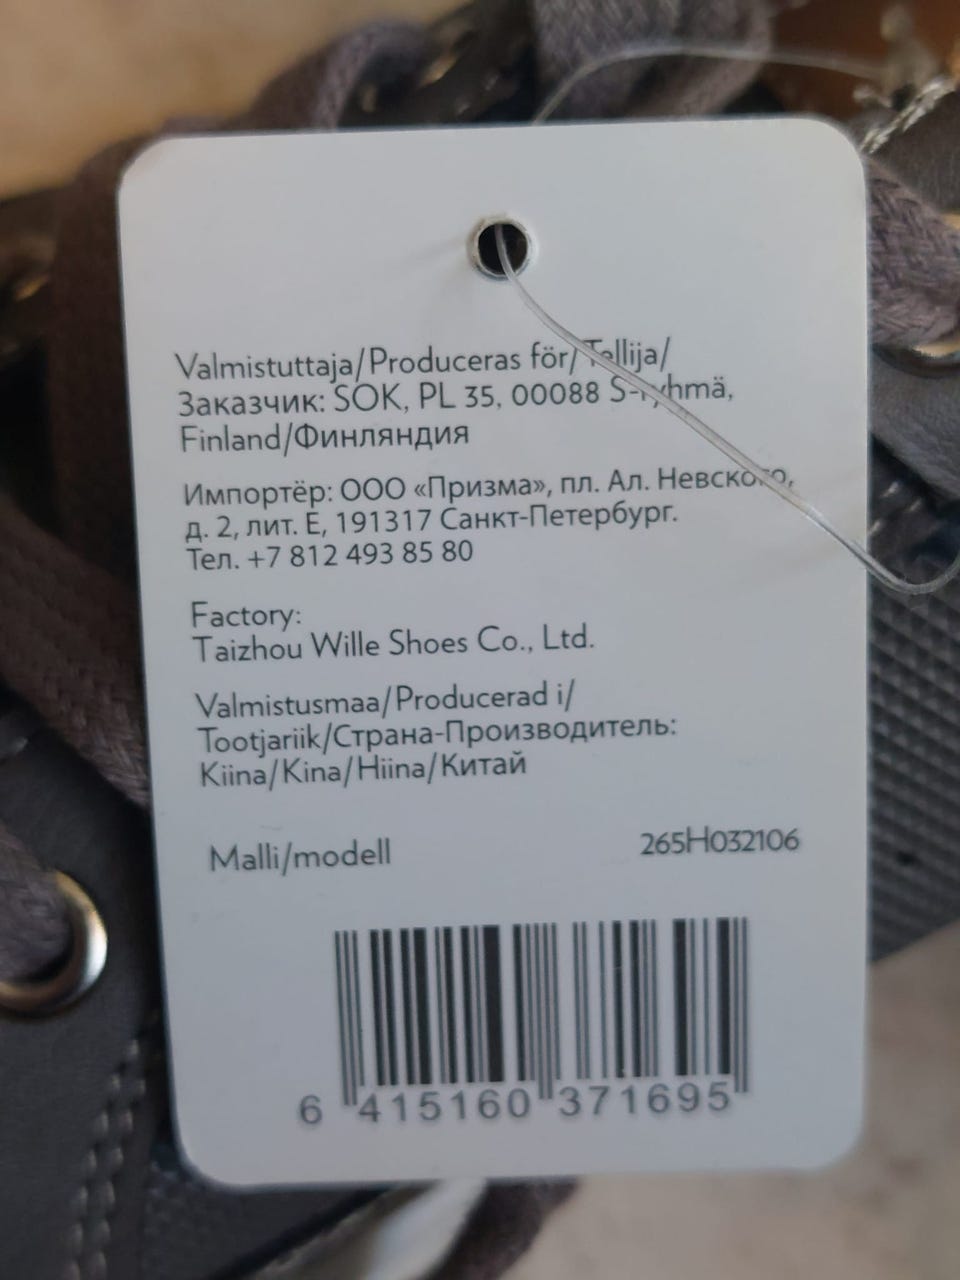 Valmistuttaja/Produceras för/Tellija/
Заказчик: SOK, PL 35, 00088 S-ryhmä,
Finland/Финляндия
Импортёр: ООО «Призма», пл. Ал. Невского,
д. 2, лит. Е, 191317 Санкт-Петербург.
Тел. +7 812 493 85 80
Factory:
Taizhou Wille Shoes Co., Ltd.
Valmistusmaa/Producerad i/
Tootjariik/Страна-Производитель:
Kiina/Kina/Hiina/Китай
Malli/modell 265H032106
6 415160 371695